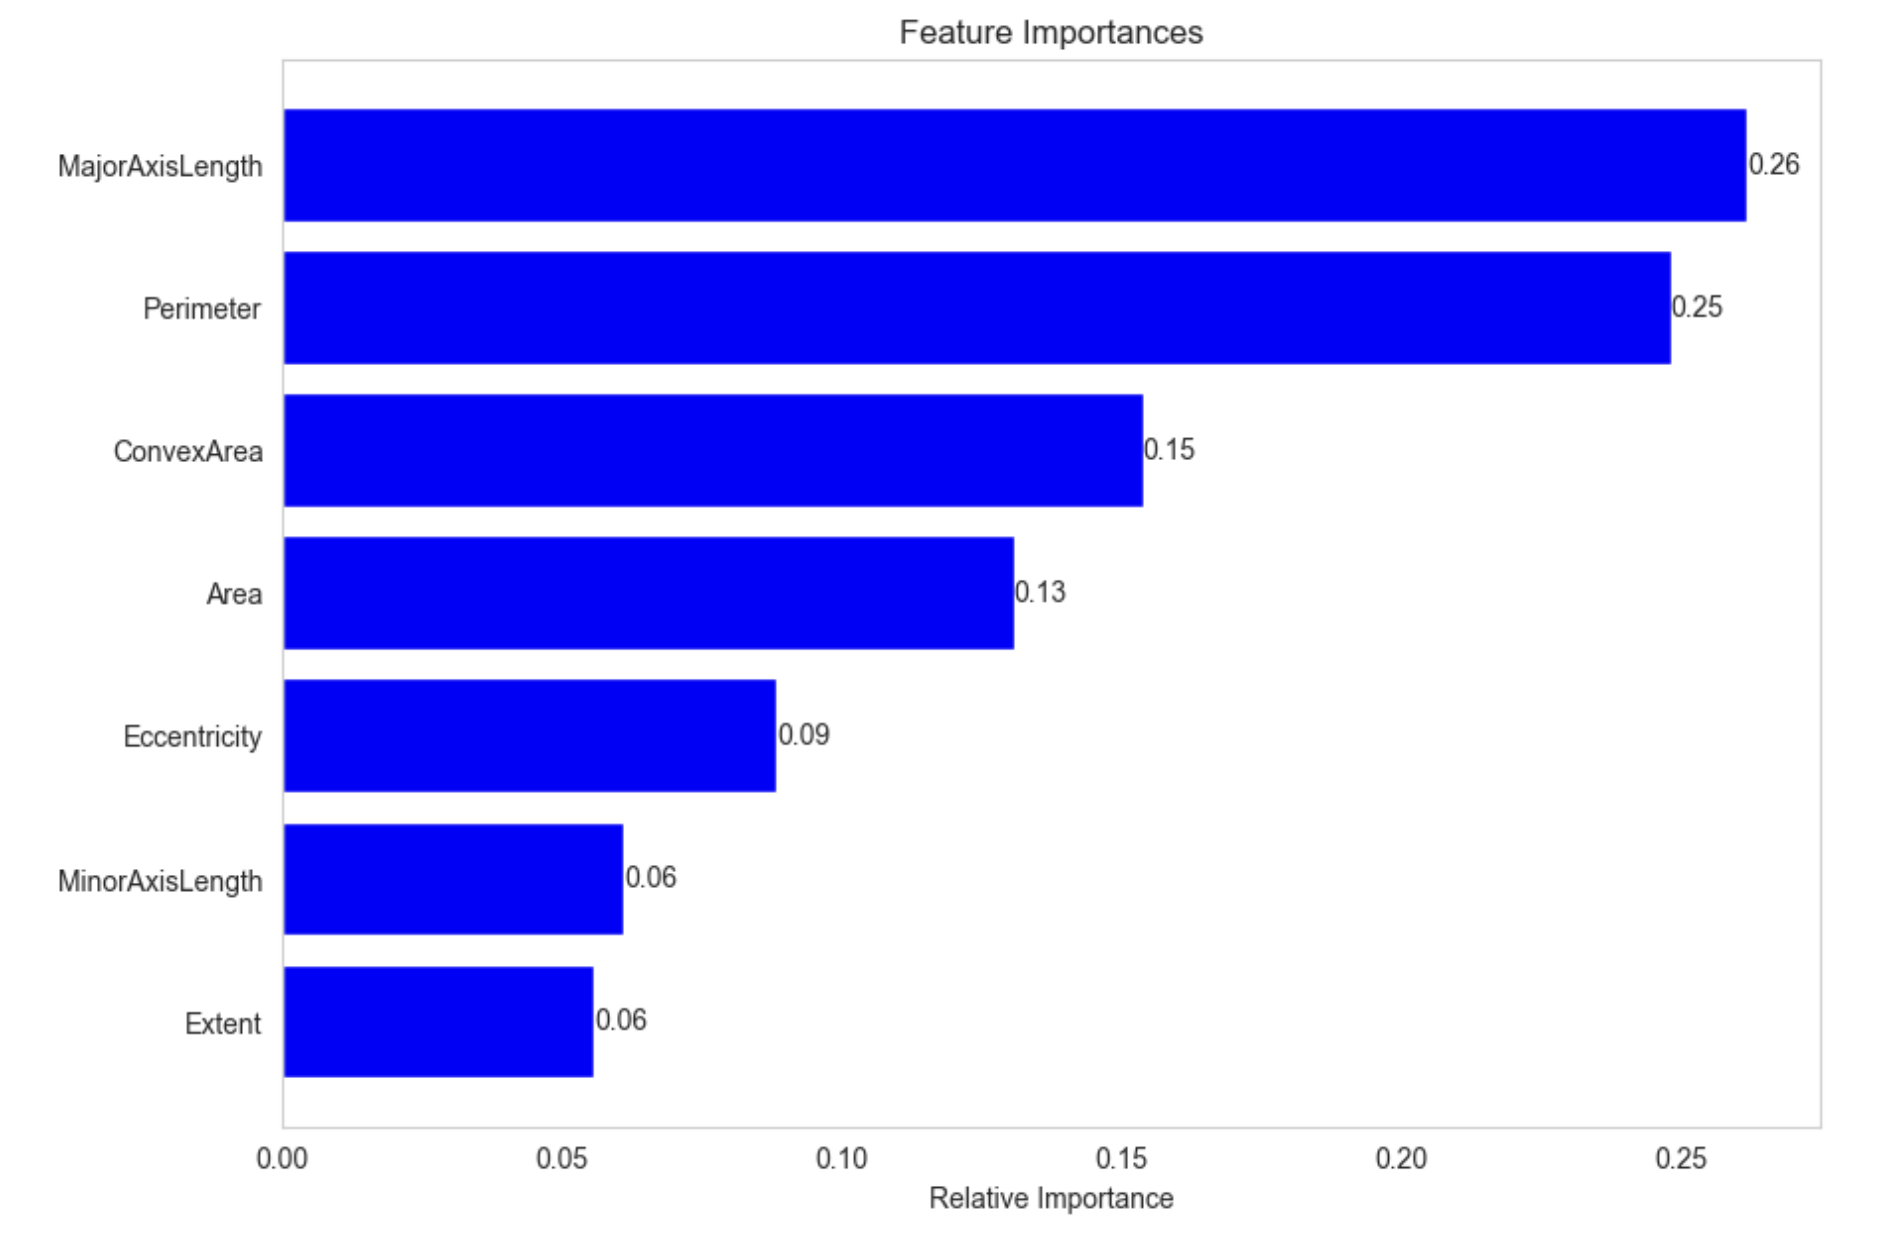 Feature Importances
MajorAxisLength
0.26
Perimeter
0.25
ConvexArea
0.15
Area
0.13
Eccentricity
0.09
MinorAxisLength
0.06
Extent
0.06
0.00 0.05 0.10 0.15 0.20 0.25
Relative Importance